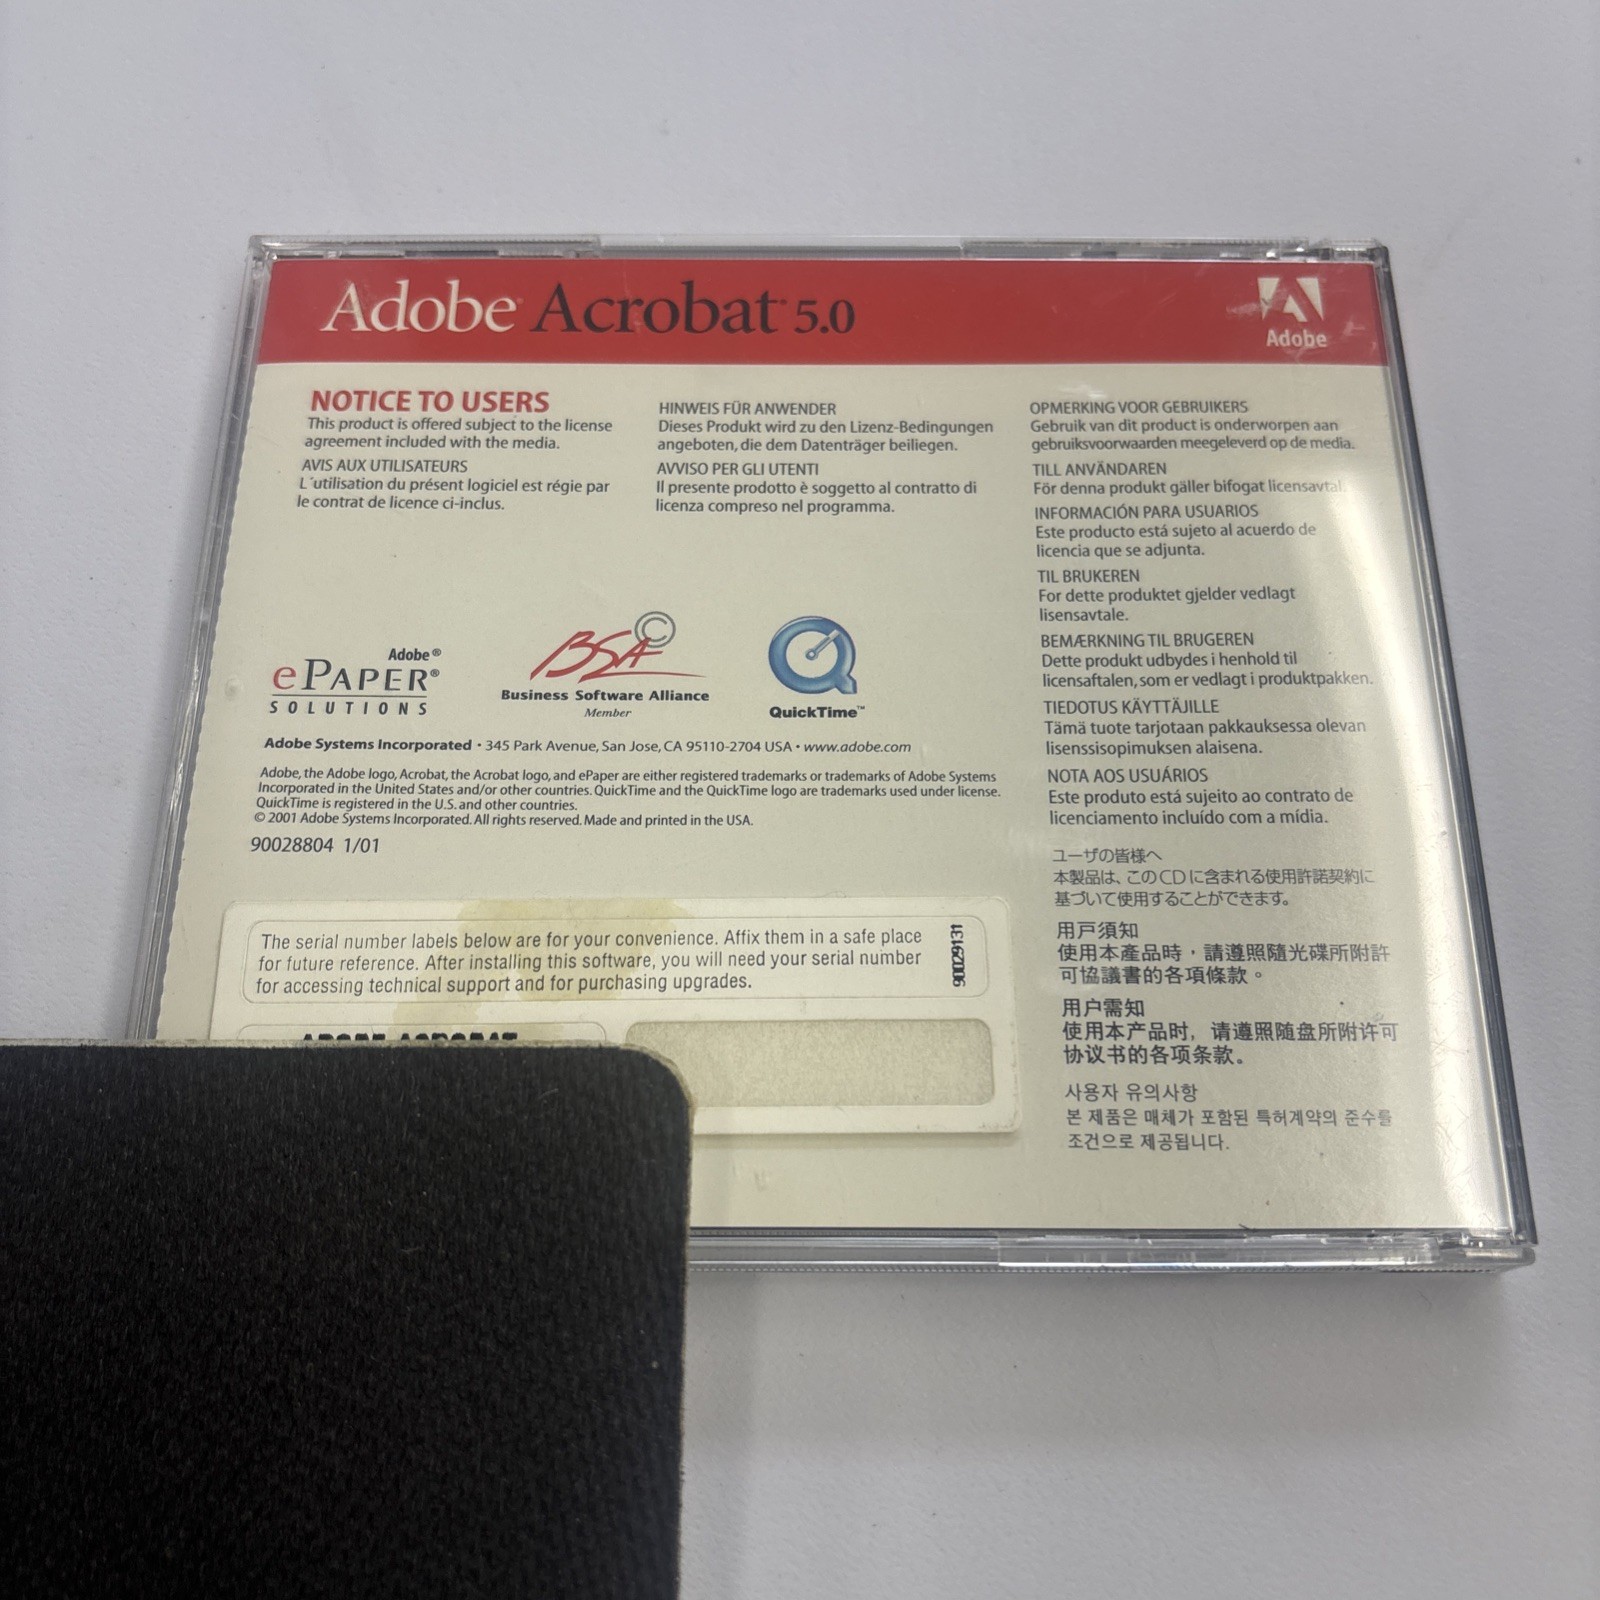 Adobe Acrobat 5.0
Adobe
NOTICE TO USERS
This product is offered subject to the license
agreement included with the media.
AVIS AUX UTILISATEURS
L´utilisation du présent logiciel est régie par
le contrat de licence ci-inclus.
HINWEIS FÜR ANWENDER
Dieses Produkt wird zu den Lizenz-Bedingungen
angeboten, die dem Datenträger beiliegen.
AVVISO PER GLI UTENTI
Il presente prodotto è soggetto al contratto di
licenza compreso nel programma.
OPMERKING VOOR GEBRUIKERS
Gebruik van dit product is onderworpen aan
gebruiksvoorwaarden meegeleverd op de media.
TILL ANVÄNDAREN
För denna produkt gäller bifogat licensavtal.
INFORMACIÓN PARA USUARIOS
Este producto está sujeto al acuerdo de
licencia que se adjunta.
TIL BRUKEREN
For dette produktet gjelder vedlagt
lisensavtale.
BEMÆRKNING TIL BRUGEREN
Dette produkt udbydes i henhold til
licensaftalen, som er vedlagt i produktpakken.
TIEDOTUS KÄYTTÄJILLE
Tämä tuote tarjotaan pakkauksessa olevan
lisenssisopimuksen alaisena.
NOTA AOS USUÁRIOS
Este produto está sujeito ao contrato de
licenciamento incluído com a mídia.
ユーザの皆様へ
本製品は、このCDに含まれる使用許諾契約に
基づいて使用することができます。
用戸須知
使用本產品時，請遵照隨光碟所附許
可協議書的各項條款。
用户需知
使用本产品时，请遵照随盘所附许可
协议书的各项条款。
사용자 유의사항
본 제품은 매체가 포함된 특허계약의 준수를
조건으로 제공됩니다.
Adobe®
ePAPER®
SOLUTIONS
BSA ©
Business Software Alliance
Member
QuickTime™
Adobe Systems Incorporated • 345 Park Avenue, San Jose, CA 95110-2704 USA • www.adobe.com
Adobe, the Adobe logo, Acrobat, the Acrobat logo, and ePaper are either registered trademarks or trademarks of Adobe Systems
Incorporated in the United States and/or other countries. QuickTime and the QuickTime logo are trademarks used under license.
QuickTime is registered in the U.S. and other countries.
© 2001 Adobe Systems Incorporated. All rights reserved. Made and printed in the USA.
90028804 1/01
The serial number labels below are for your convenience. Affix them in a safe place
for future reference. After installing this software, you will need your serial number
for accessing technical support and for purchasing upgrades.
90029131
ADOBE ACROBAT